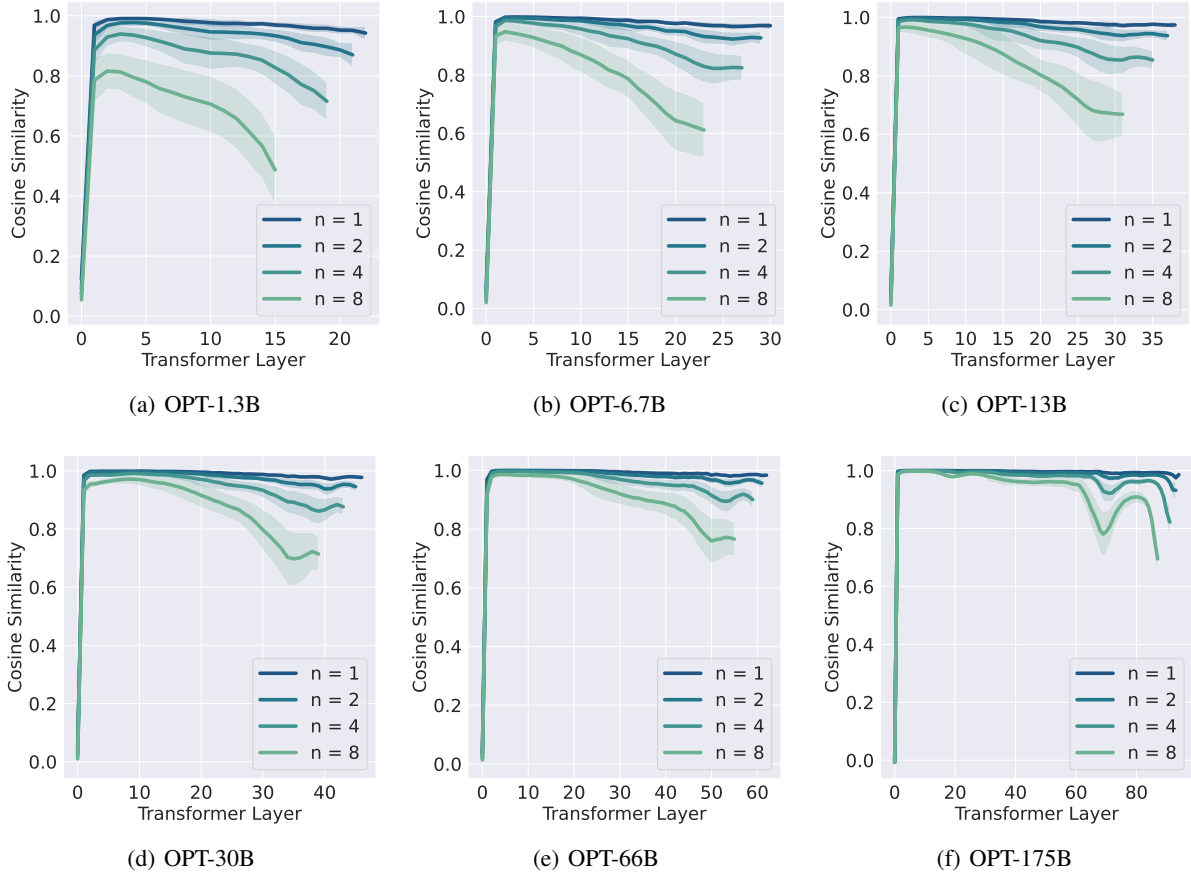 1.0
0.8
0.6
0.4
0.2
0.0
Cosine Similarity
n = 1
n = 2
n = 4
n = 8
0 5 10 15 20
Transformer Layer
(a) OPT-1.3B
1.0
0.8
0.6
0.4
0.2
0.0
Cosine Similarity
n = 1
n = 2
n = 4
n = 8
0 5 10 15 20 25 30
Transformer Layer
(b) OPT-6.7B
1.0
0.8
0.6
0.4
0.2
0.0
Cosine Similarity
n = 1
n = 2
n = 4
n = 8
0 5 10 15 20 25 30 35
Transformer Layer
(c) OPT-13B
1.0
0.8
0.6
0.4
0.2
0.0
Cosine Similarity
n = 1
n = 2
n = 4
n = 8
0 10 20 30 40
Transformer Layer
(d) OPT-30B
1.0
0.8
0.6
0.4
0.2
0.0
Cosine Similarity
n = 1
n = 2
n = 4
n = 8
0 10 20 30 40 50 60
Transformer Layer
(e) OPT-66B
1.0
0.8
0.6
0.4
0.2
0.0
Cosine Similarity
n = 1
n = 2
n = 4
n = 8
0 20 40 60 80
Transformer Layer
(f) OPT-175B